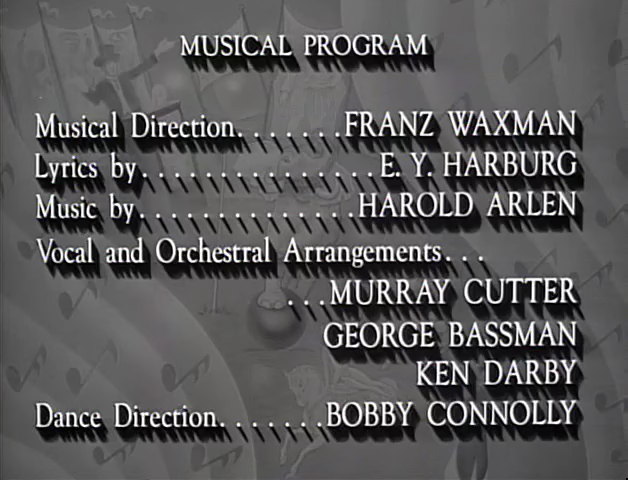 MUSICAL PROGRAM
Musical Direction.......FRANZ WAXMAN
Lyrics by...............E. Y. HARBURG
Music by..............HAROLD ARLEN
Vocal and Orchestral Arrangements...
...MURRAY CUTTER
GEORGE BASSMAN
KEN DARBY
Dance Direction.......BOBBY CONNOLLY